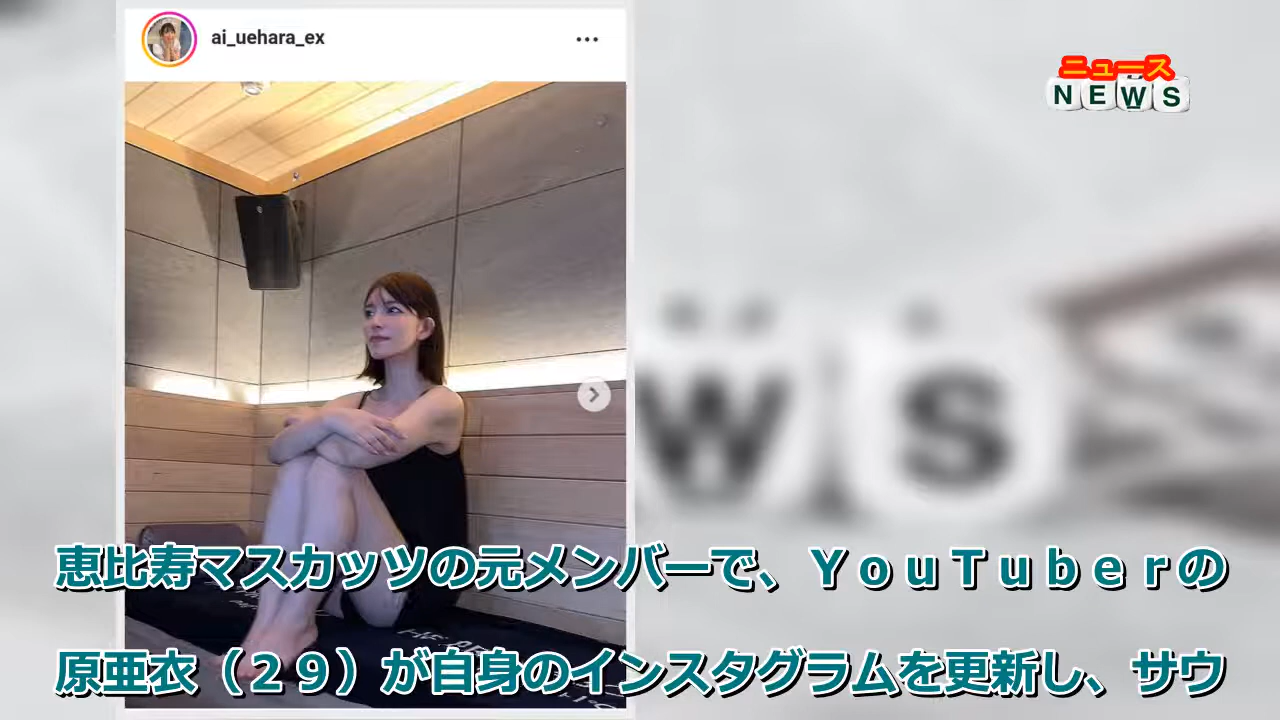 ai_uehara_ex
ニュース
NEWS
W S
恵比寿マスカッツの元メンバーで、ＹｏｕＴｕｂｅｒの
原亜衣（２９）が自身のインスタグラムを更新し、サウ